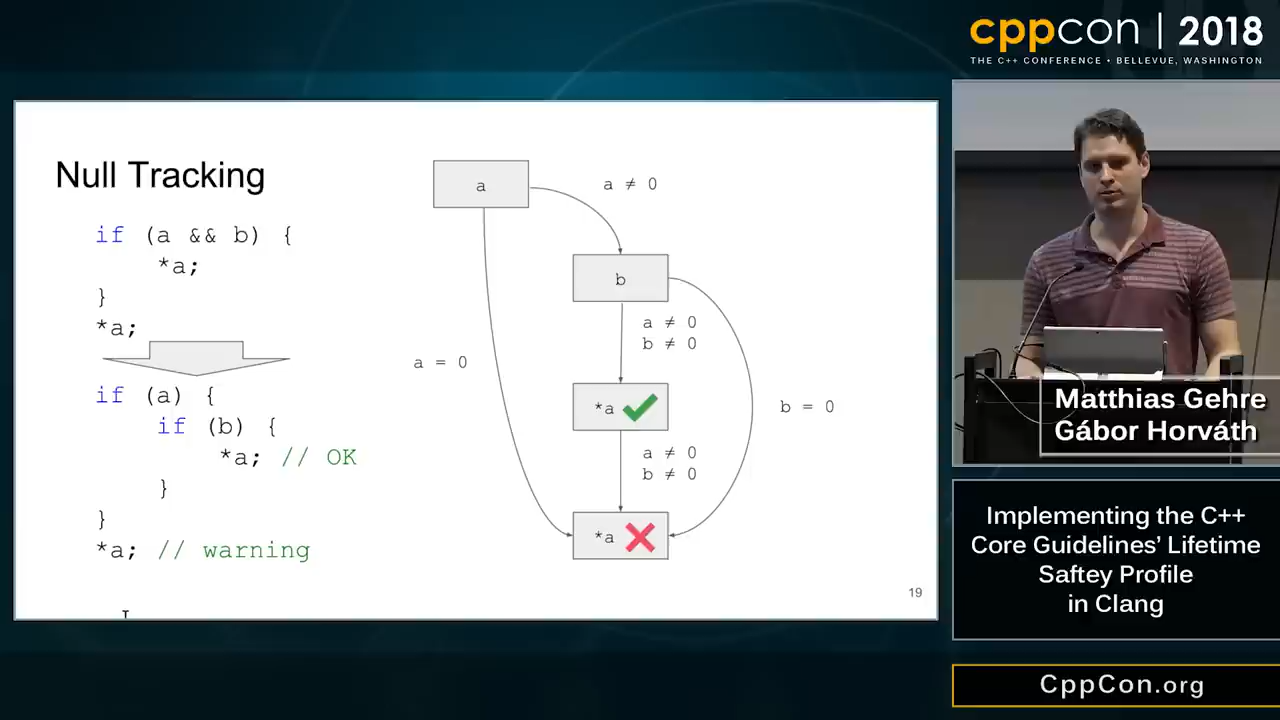 cppcon | 2018
THE C++ CONFERENCE • BELLEVUE, WASHINGTON
Null Tracking
if (a && b) {
*a;
}
*a;
if (a) {
if (b) {
*a; // OK
}
}
*a; // warning
a
a ≠ 0
b
a ≠ 0
b ≠ 0
a = 0
*a
b = 0
a ≠ 0
b ≠ 0
*a
19
Matthias Gehre
Gábor Horváth
Implementing the C++
Core Guidelines' Lifetime
Saftey Profile
in Clang
CppCon.org